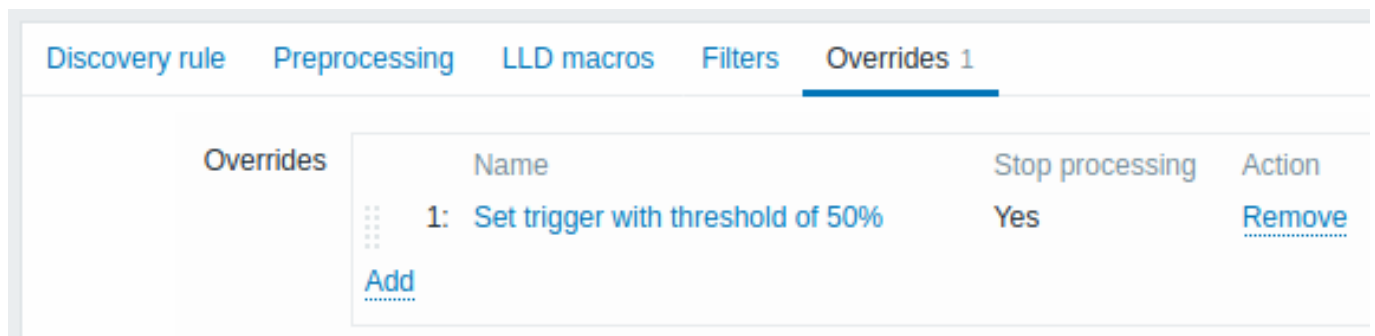 Discovery rule Preprocessing LLD macros Filters Overrides 1
Overrides Name Stop processing Action
1: Set trigger with threshold of 50% Yes Remove
Add